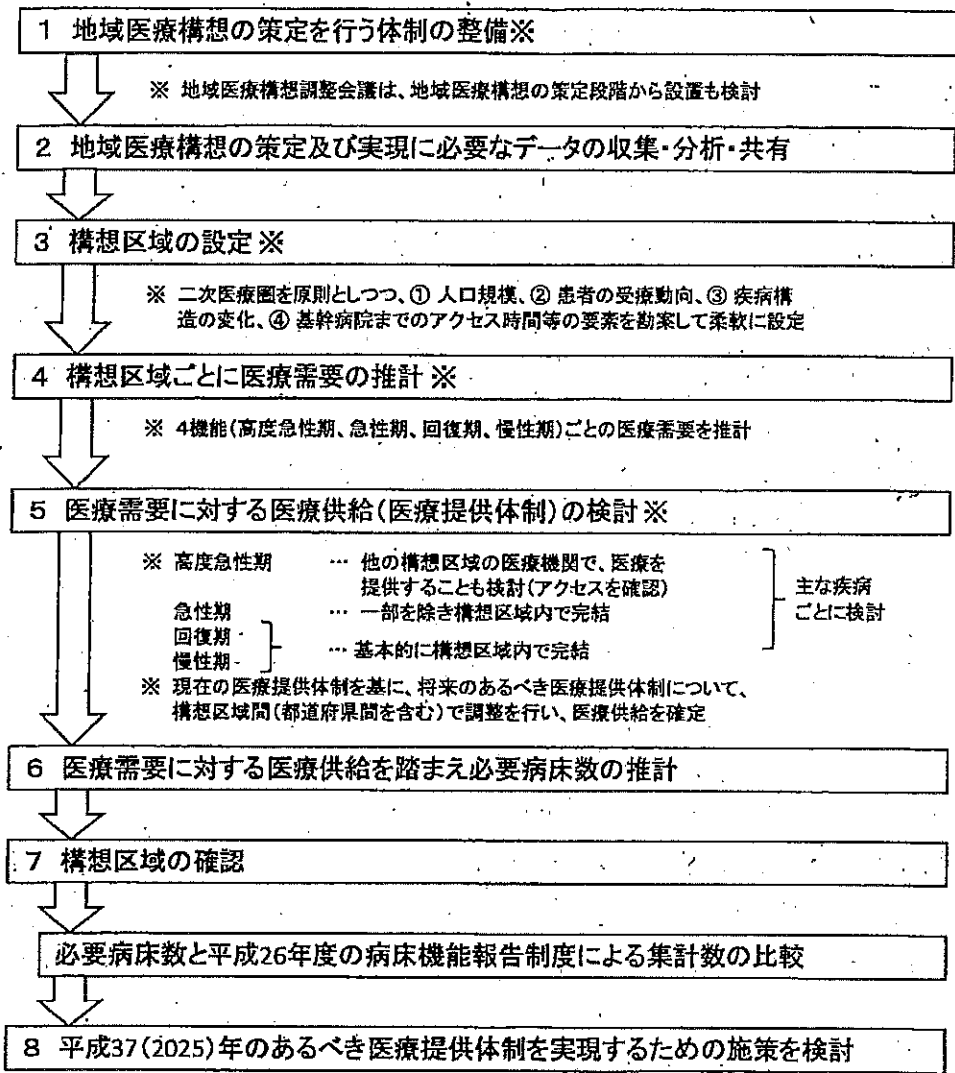 1 地域医療構想の策定を行う体制の整備※
※ 地域医療構想調整会議は、地域医療構想の策定段階から設置も検討
2 地域医療構想の策定及び実現に必要なデータの収集・分析・共有
3 構想区域の設定※
※ 二次医療圏を原則としつつ、① 人口規模、② 患者の受療動向、③ 疾病構
造の変化、④ 基幹病院までのアクセス時間等の要素を勘案して柔軟に設定
4 構想区域ごとに医療需要の推計※
※ 4機能(高度急性期、急性期、回復期、慢性期)ごとの医療需要を推計
5 医療需要に対する医療供給(医療提供体制)の検討※
※ 高度急性期 … 他の構想区域の医療機関で、医療を
提供することも検討(アクセスを確認)
急性期 … 一部を除き構想区域内で完結
回復期
慢性期 … 基本的に構想区域内で完結
主な疾病
ごとに検討
※ 現在の医療提供体制を基に、将来のあるべき医療提供体制について、
構想区域間(都道府県間を含む)で調整を行い、医療供給を確定
6 医療需要に対する医療供給を踏まえ必要病床数の推計
7 構想区域の確認
必要病床数と平成26年度の病床機能報告制度による集計数の比較
8 平成37(2025)年のあるべき医療提供体制を実現するための施策を検討